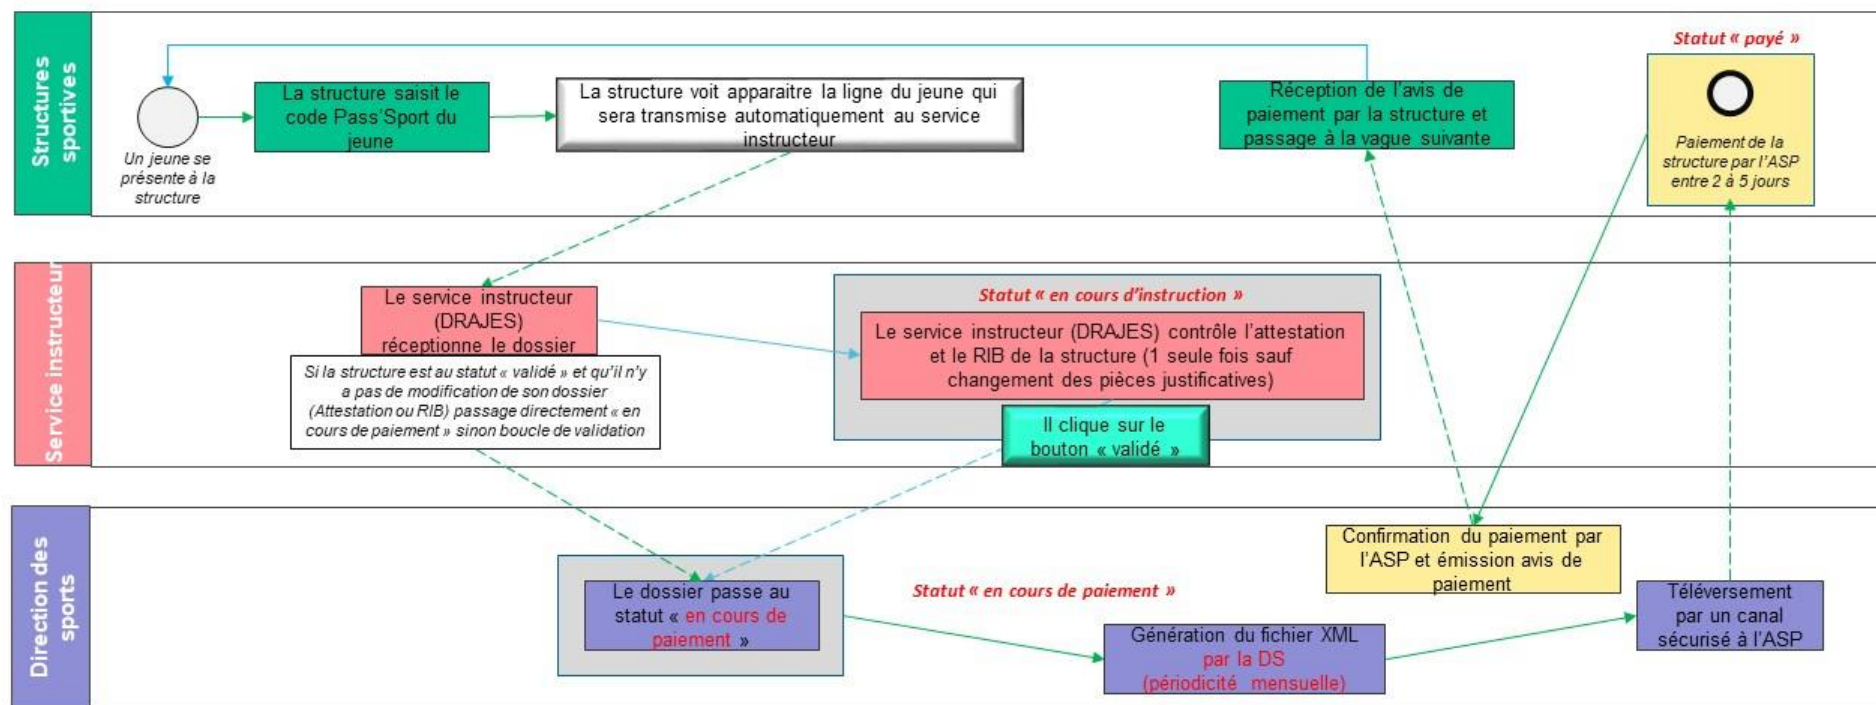 Structures
sportives
Un jeune se
présente à la
structure
La structure saisit le
code Pass'Sport du
jeune
La structure voit apparaitre la ligne du jeune qui
sera transmise automatiquement au service
instructeur
Réception de l'avis de
paiement par la structure et
passage à la vague suivante
Statut « payé »
Paiement de la
structure par l'ASP
entre 2 à 5 jours
Service instructeur
Le service instructeur
(DRAJES)
réceptionne le dossier
Si la structure est au statut « validé » et qu'il n'y
a pas de modification de son dossier
(Attestation ou RIB) passage directement « en
cours de paiement » sinon boucle de validation
Statut « en cours d'instruction »
Le service instructeur (DRAJES) contrôle l'attestation
et le RIB de la structure (1 seule fois sauf
changement des pièces justificatives)
Il clique sur le
bouton « validé »
Direction des
sports
Le dossier passe au
statut « en cours de
paiement »
Statut « en cours de paiement »
Génération du fichier XML
par la DS
(périodicité mensuelle)
Confirmation du paiement par
l'ASP et émission avis de
paiement
Téléversement
par un canal
sécurisé à l'ASP